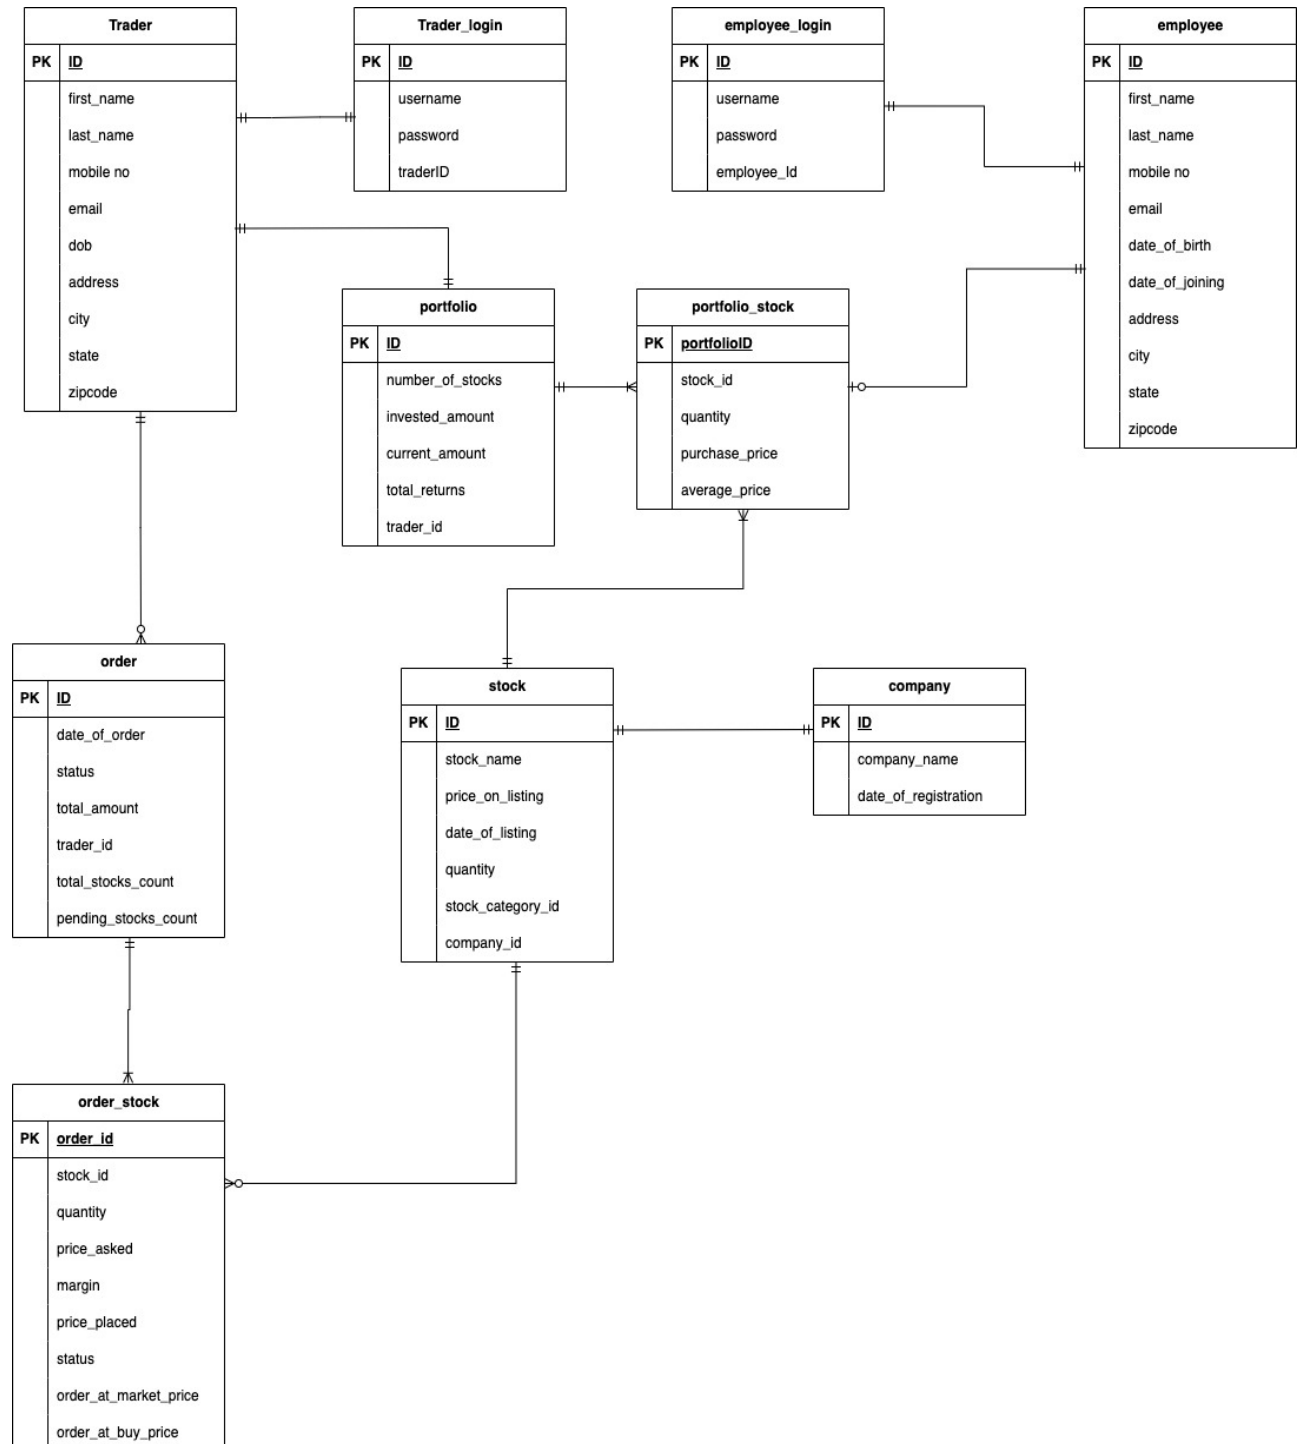 Trader
PK ID
first_name
last_name
mobile no
email
dob
address
city
state
zipcode
Trader_login
PK ID
username
password
traderID
employee_login
PK ID
username
password
employee_Id
employee
PK ID
first_name
last_name
mobile no
email
date_of_birth
date_of_joining
address
city
state
zipcode
portfolio
PK ID
number_of_stocks
invested_amount
current_amount
total_returns
trader_id
portfolio_stock
PK portfolioID
stock_id
quantity
purchase_price
average_price
order
PK ID
date_of_order
status
total_amount
trader_id
total_stocks_count
pending_stocks_count
stock
PK ID
stock_name
price_on_listing
date_of_listing
quantity
stock_category_id
company_id
company
PK ID
company_name
date_of_registration
order_stock
PK order_id
stock_id
quantity
price_asked
margin
price_placed
status
order_at_market_price
order_at_buy_price